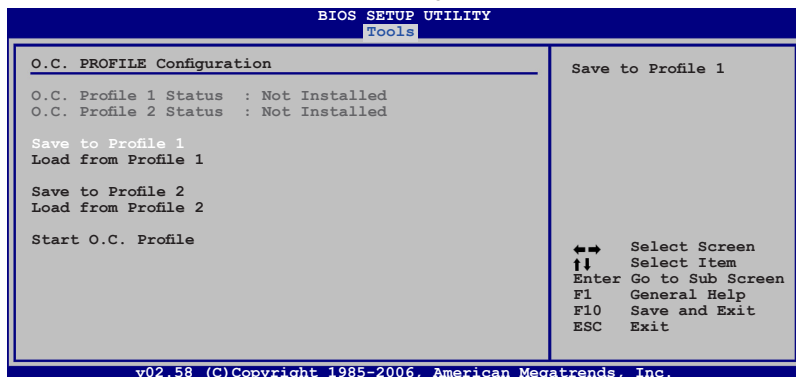 BIOS SETUP UTILITY
Tools
O.C. PROFILE Configuration
O.C. Profile 1 Status : Not Installed
O.C. Profile 2 Status : Not Installed
Save to Profile 1
Load from Profile 1
Save to Profile 2
Load from Profile 2
Start O.C. Profile
Save to Profile 1
←→ Select Screen
↑↓ Select Item
Enter Go to Sub Screen
F1 General Help
F10 Save and Exit
ESC Exit
v02.58 (C)Copyright 1985-2006, American Megatrends, Inc.